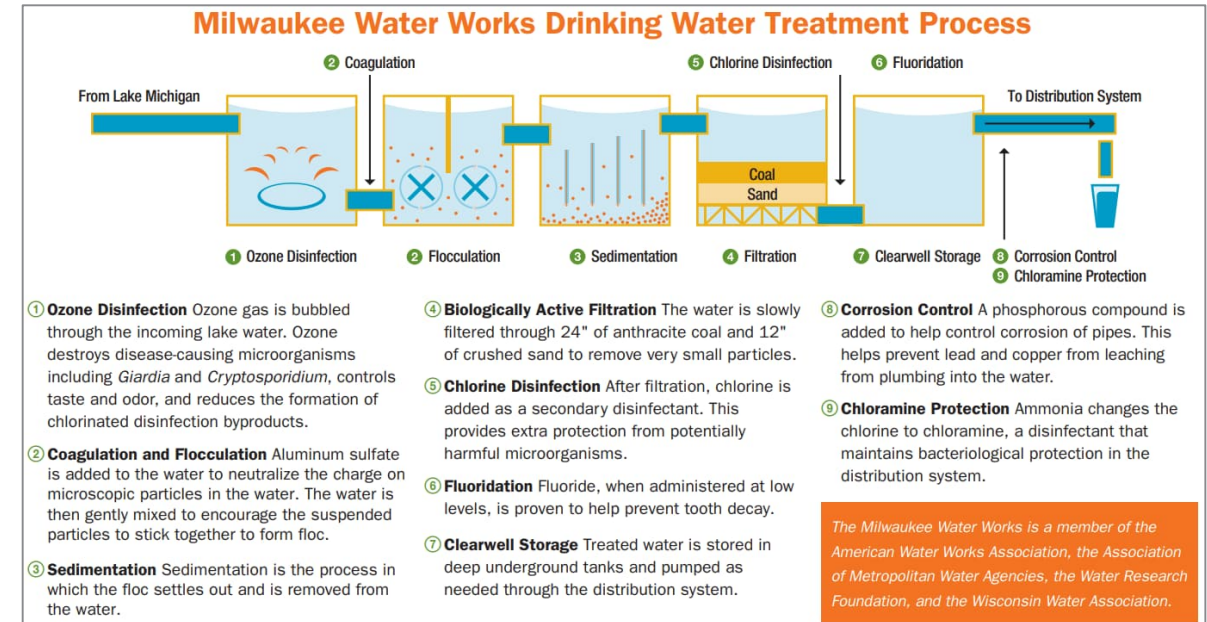 Milwaukee Water Works Drinking Water Treatment Process
2 Coagulation
5 Chlorine Disinfection
6 Fluoridation
From Lake Michigan
To Distribution System
Coal
Sand
1 Ozone Disinfection
2 Flocculation
3 Sedimentation
4 Filtration
7 Clearwell Storage
8 Corrosion Control
9 Chloramine Protection
1 Ozone Disinfection Ozone gas is bubbled
through the incoming lake water. Ozone
destroys disease-causing microorganisms
including Giardia and Cryptosporidium, controls
taste and odor, and reduces the formation of
chlorinated disinfection byproducts.
2 Coagulation and Flocculation Aluminum sulfate
is added to the water to neutralize the charge on
microscopic particles in the water. The water is
then gently mixed to encourage the suspended
particles to stick together to form floc.
3 Sedimentation Sedimentation is the process in
which the floc settles out and is removed from
the water.
4 Biologically Active Filtration The water is slowly
filtered through 24" of anthracite coal and 12"
of crushed sand to remove very small particles.
5 Chlorine Disinfection After filtration, chlorine is
added as a secondary disinfectant. This
provides extra protection from potentially
harmful microorganisms.
6 Fluoridation Fluoride, when administered at low
levels, is proven to help prevent tooth decay.
7 Clearwell Storage Treated water is stored in
deep underground tanks and pumped as
needed through the distribution system.
8 Corrosion Control A phosphorous compound is
added to help control corrosion of pipes. This
helps prevent lead and copper from leaching
from plumbing into the water.
9 Chloramine Protection Ammonia changes the
chlorine to chloramine, a disinfectant that
maintains bacteriological protection in the
distribution system.
The Milwaukee Water Works is a member of the
American Water Works Association, the Association
of Metropolitan Water Agencies, the Water Research
Foundation, and the Wisconsin Water Association.